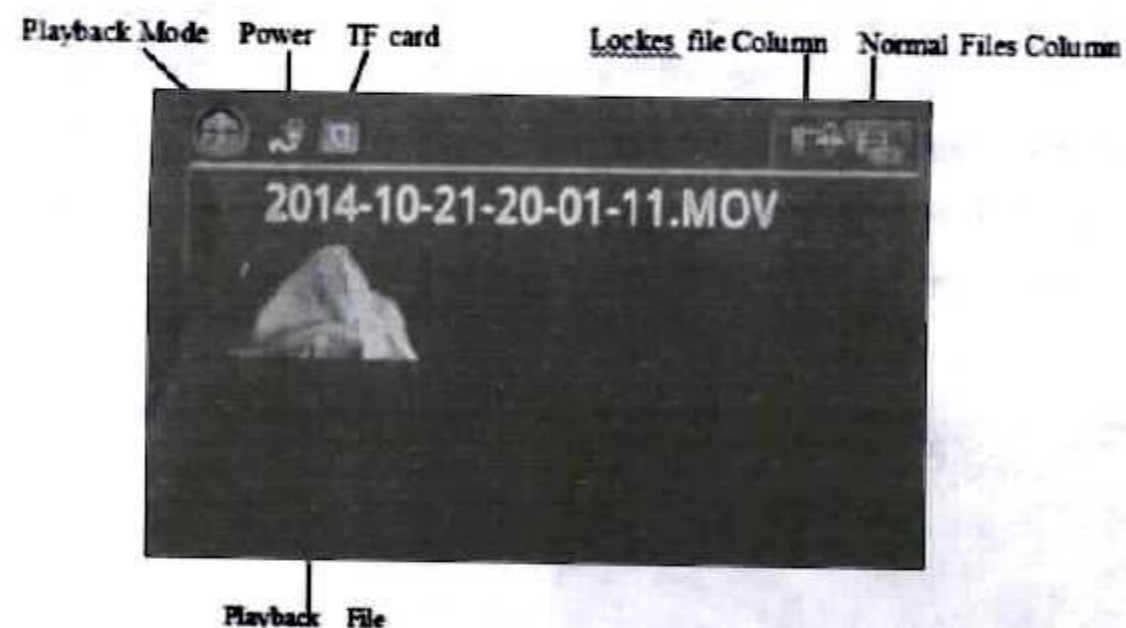 Playback Mode Power TF card Lockes file Column Normal Files Column
2014-10-21-20-01-11.MOV
Playback File